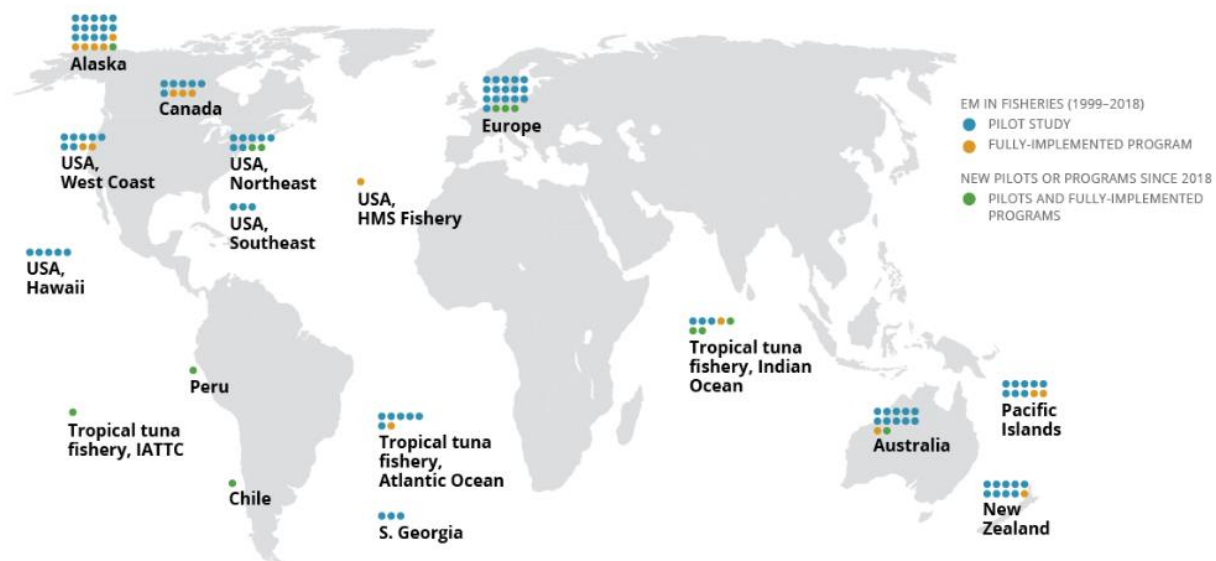 Alaska
Canada
Europe
EM IN FISHERIES (1999–2018)
PILOT STUDY
FULLY-IMPLEMENTED PROGRAM
NEW PILOTS OR PROGRAMS SINCE 2018
PILOTS AND FULLY-IMPLEMENTED
PROGRAMS
USA,
West Coast
USA,
Northeast
USA,
HMS Fishery
USA,
Southeast
USA,
Hawaii
Tropical tuna
fishery, Indian
Ocean
Peru
Pacific
Islands
Tropical tuna
fishery, IATTC
Tropical tuna
fishery,
Atlantic Ocean
Australia
Chile
S. Georgia
New
Zealand